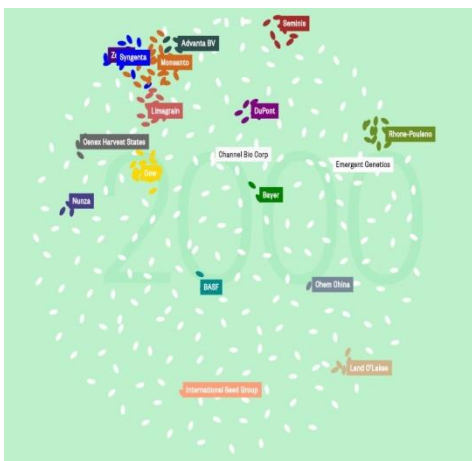 Seminis
Advanta BV
Syngenta
Monsanto
Limagrain
DuPont
Rhone-Poulenc
Cenex Harvest States
Channel Bio Corp
Emergent Genetics
Dow
Bayer
Nunza
2000
BASF
Chem China
Land O'Lakes
International Seed Group